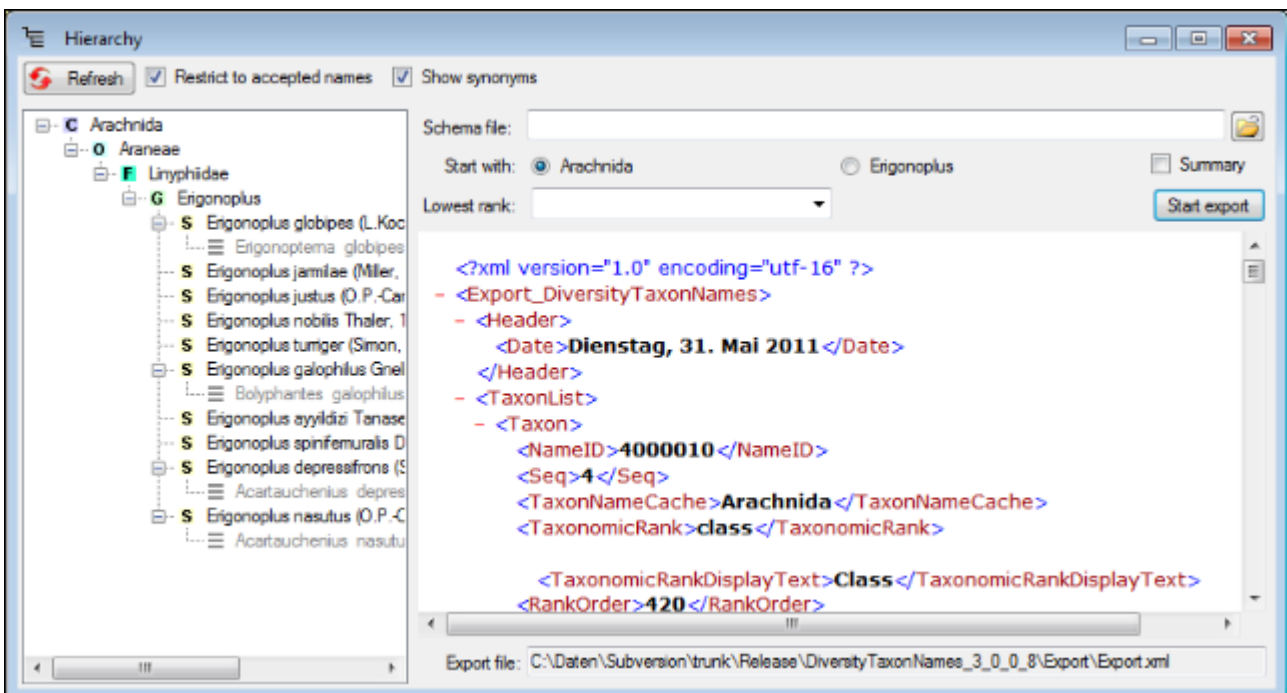 Hierarchy
Refresh Restrict to accepted names Show synonyms
C Arachnida
O Araneae
F Linyphiidae
G Erigonoplus
S Erigonoplus globipes (L.Koc
Erigonopterna globipes
S Erigonoplus jarmilae (Miller,
S Erigonoplus justus (O.P.-Car
S Erigonoplus nobilis Thaler, 1
S Erigonoplus turriger (Simon,
S Erigonoplus galophilus Gnel
Bolyphantes galophilus
S Erigonoplus ayyildizi Tanase
S Erigonoplus spinifemuralis D
S Erigonoplus depressifrons (S
Acartauchenius depres
S Erigonoplus nasutus (O.P.-C
Acartauchenius nasutu
Schema file:
Start with: Arachnida Erigonoplus Summary
Lowest rank: Start export
<?xml version="1.0" encoding="utf-16" ?>
- <Export_DiversityTaxonNames>
- <Header>
<Date>Dienstag, 31. Mai 2011</Date>
</Header>
- <TaxonList>
- <Taxon>
<NameID>4000010</NameID>
<Seq>4</Seq>
<TaxonNameCache>Arachnida</TaxonNameCache>
<TaxonomicRank>class</TaxonomicRank>
<TaxonomicRankDisplayText>Class</TaxonomicRankDisplayText>
<RankOrder>420</RankOrder>
Export file: C:\Daten\Subversion\trunk\Release\DiversityTaxonNames_3_0_0_8\Export\Export.xml